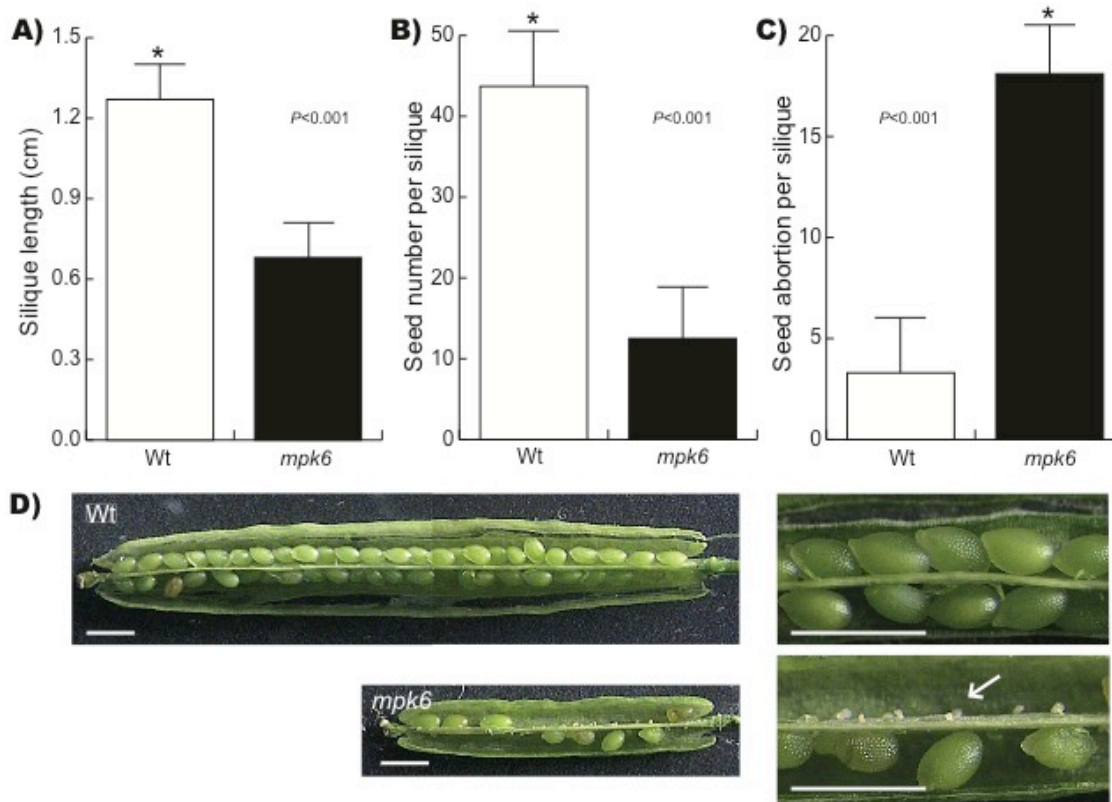 A)
Silique length (cm)
1.5
1.2
0.9
0.6
0.3
0.0
*
P<0.001
Wt
mpk6
B)
Seed number per silique
50
40
30
20
10
0
*
P<0.001
Wt
mpk6
C)
Seed abortion per silique
20
15
10
5
0
*
P<0.001
Wt
mpk6
D)
Wt
mpk6